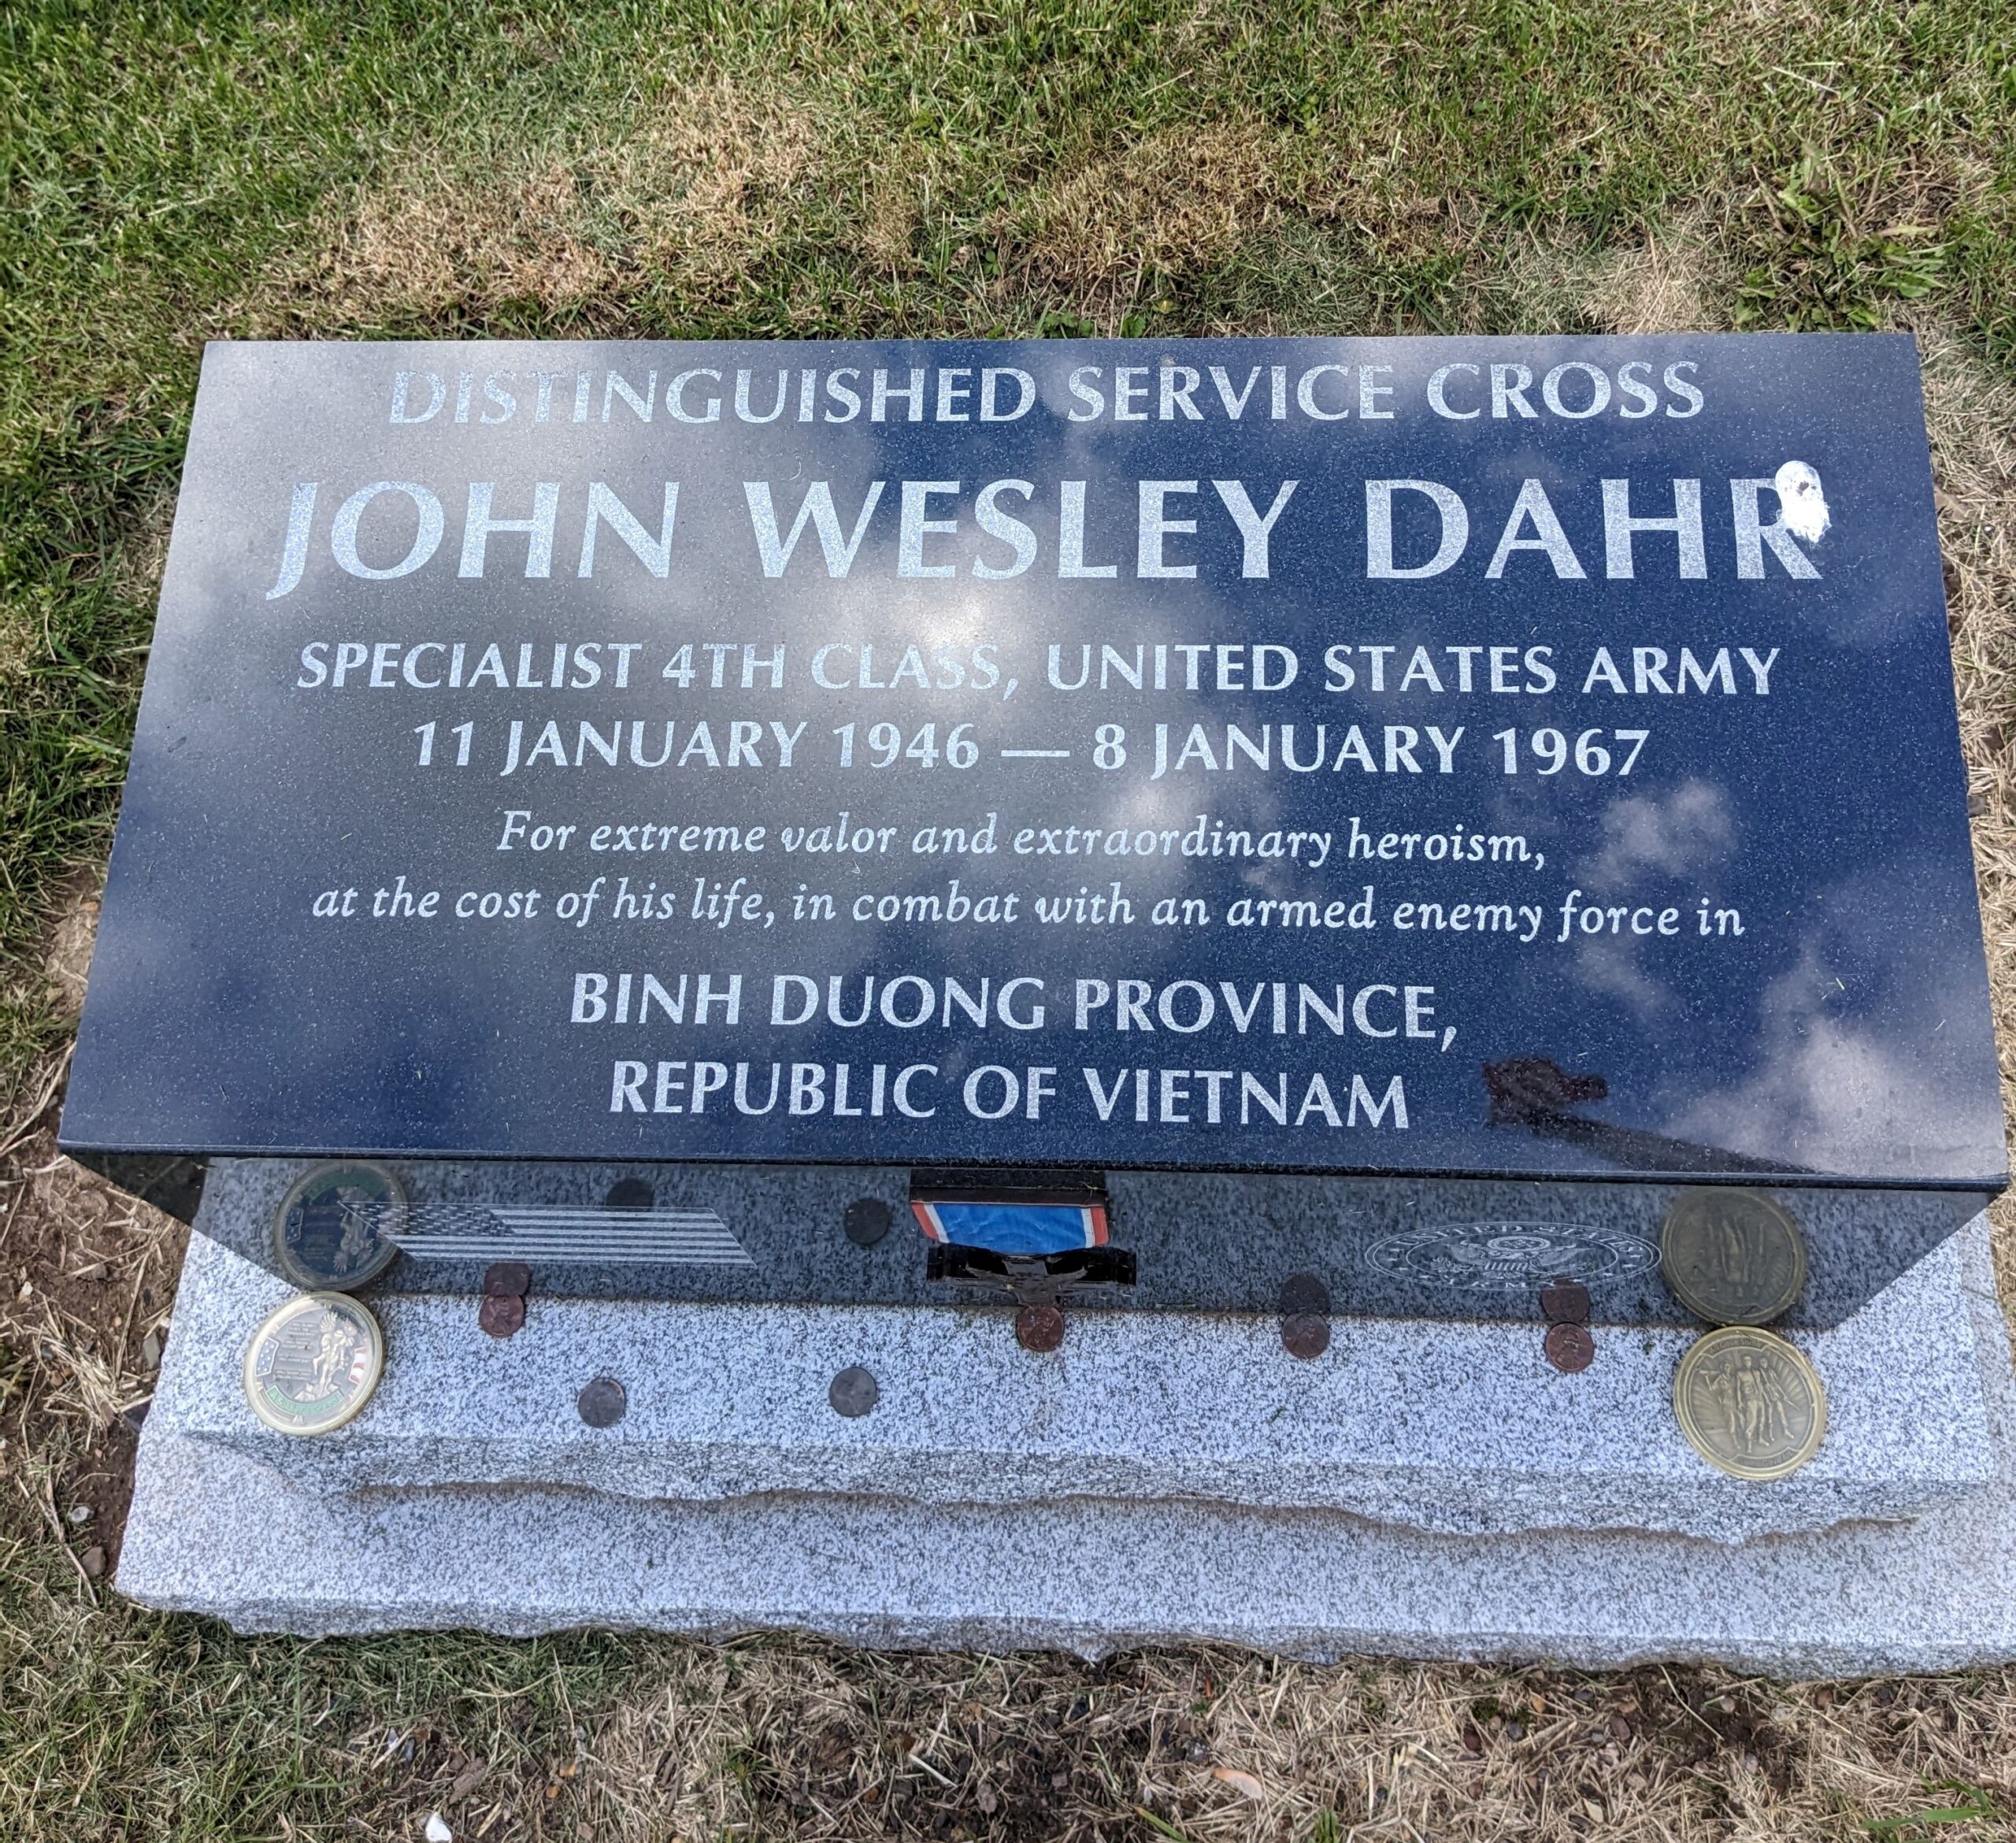 DISTINGUISHED SERVICE CROSS
JOHN WESLEY DAHR
SPECIALIST 4TH CLASS, UNITED STATES ARMY
11 JANUARY 1946 — 8 JANUARY 1967
For extreme valor and extraordinary heroism,
at the cost of his life, in combat with an armed enemy force in
BINH DUONG PROVINCE,
REPUBLIC OF VIETNAM
UNITED STATES